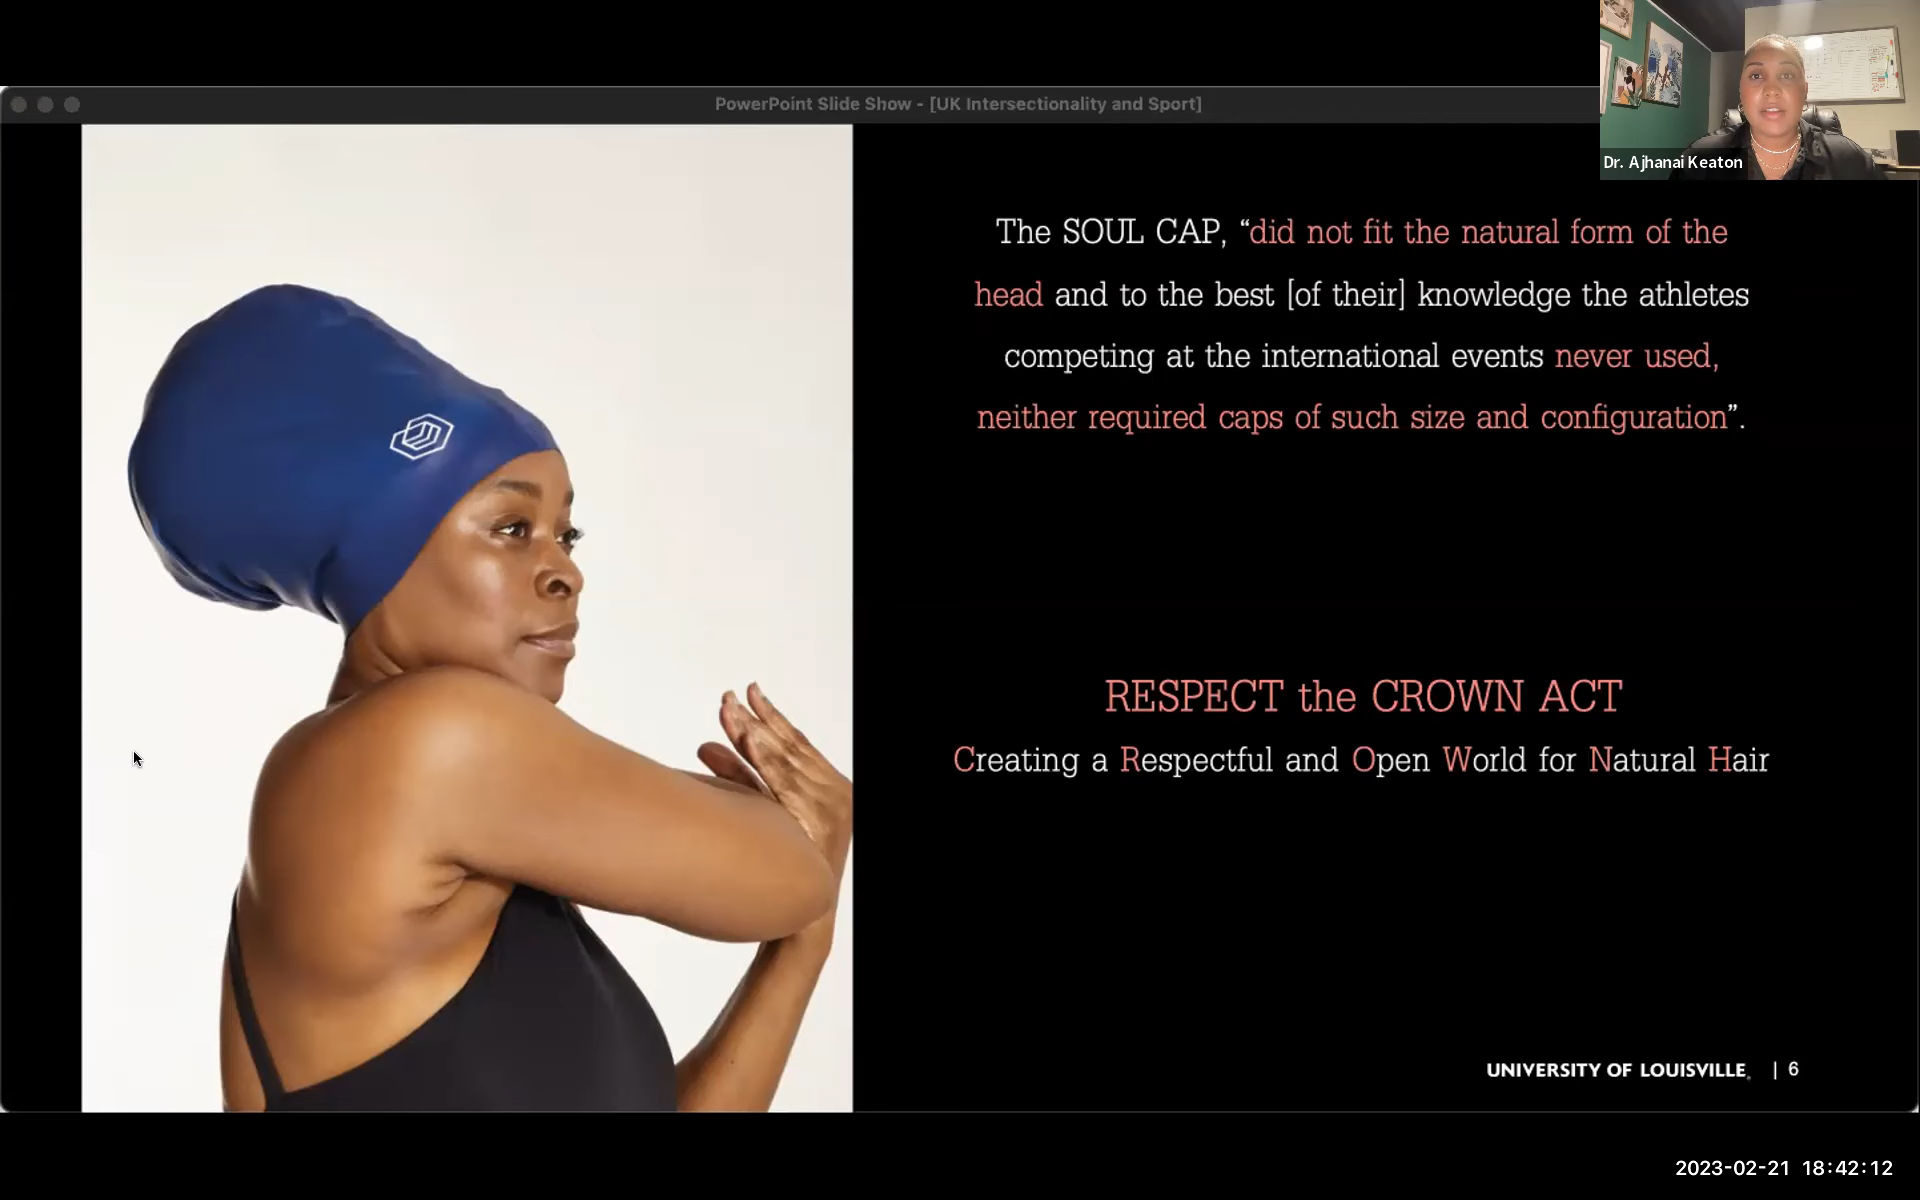 PowerPoint Slide Show - [UK Intersectionality and Sport]
Dr. Ajhanai Keaton
The SOUL CAP, “did not fit the natural form of the
head and to the best [of their] knowledge the athletes
competing at the international events never used,
neither required caps of such size and configuration”.
RESPECT the CROWN ACT
Creating a Respectful and Open World for Natural Hair
UNIVERSITY OF LOUISVILLE. | 6
2023-02-21 18:42:12